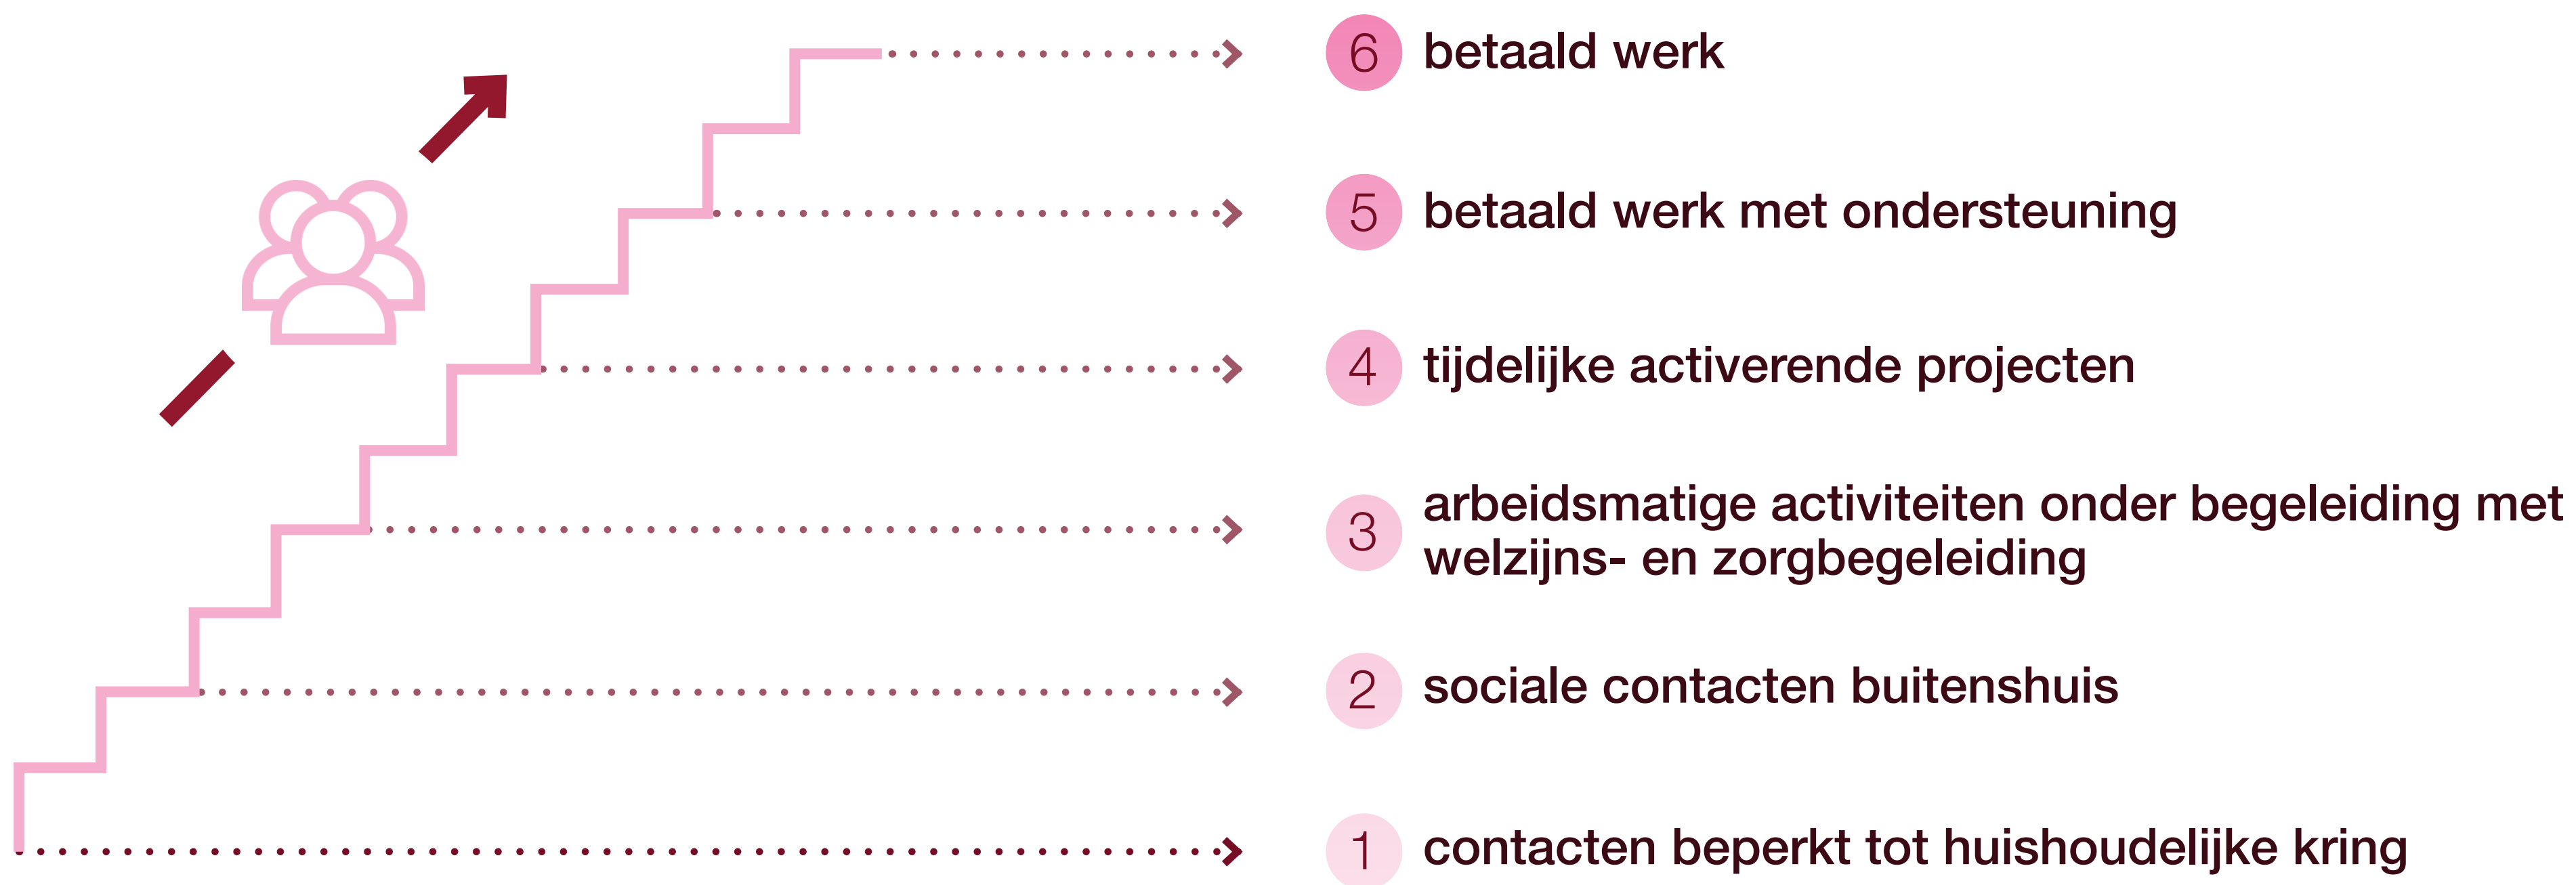 6 betaald werk
5 betaald werk met ondersteuning
4 tijdelijke activerende projecten
3 arbeidsmatige activiteiten onder begeleiding met
welzijns- en zorgbegeleiding
2 sociale contacten buitenshuis
1 contacten beperkt tot huishoudelijke kring